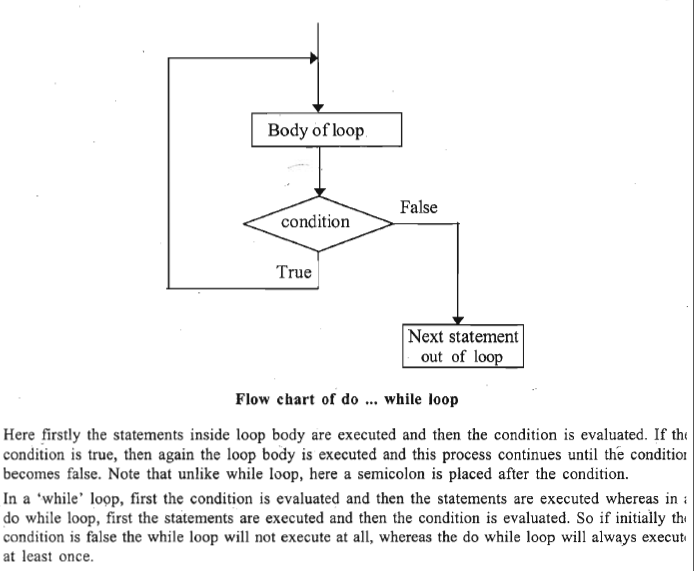 Body of loop
condition
False
True
Next statement
out of loop
Flow chart of do ... while loop
Here firstly the statements inside loop body are executed and then the condition is evaluated. If
condition is true, then again the loop body is executed and this process continues until the
becomes false. Note that unlike while loop, here a semicolon is placed after the condition.
In a ‘while’ loop, first the condition is evaluated and then the statements are executed whereas in
do while loop, first the statements are executed and then the condition is evaluated. So if initially
condition is false the while loop will not execute at all, whereas the do while loop will always
at least once.